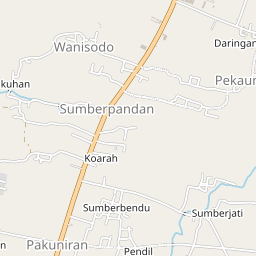 Wanisodo
Daringan
Pekaun
kuhan
Sumberpandan
Koarah
Sumberbendu
Sumberjati
n
Pakuniran
Pendil